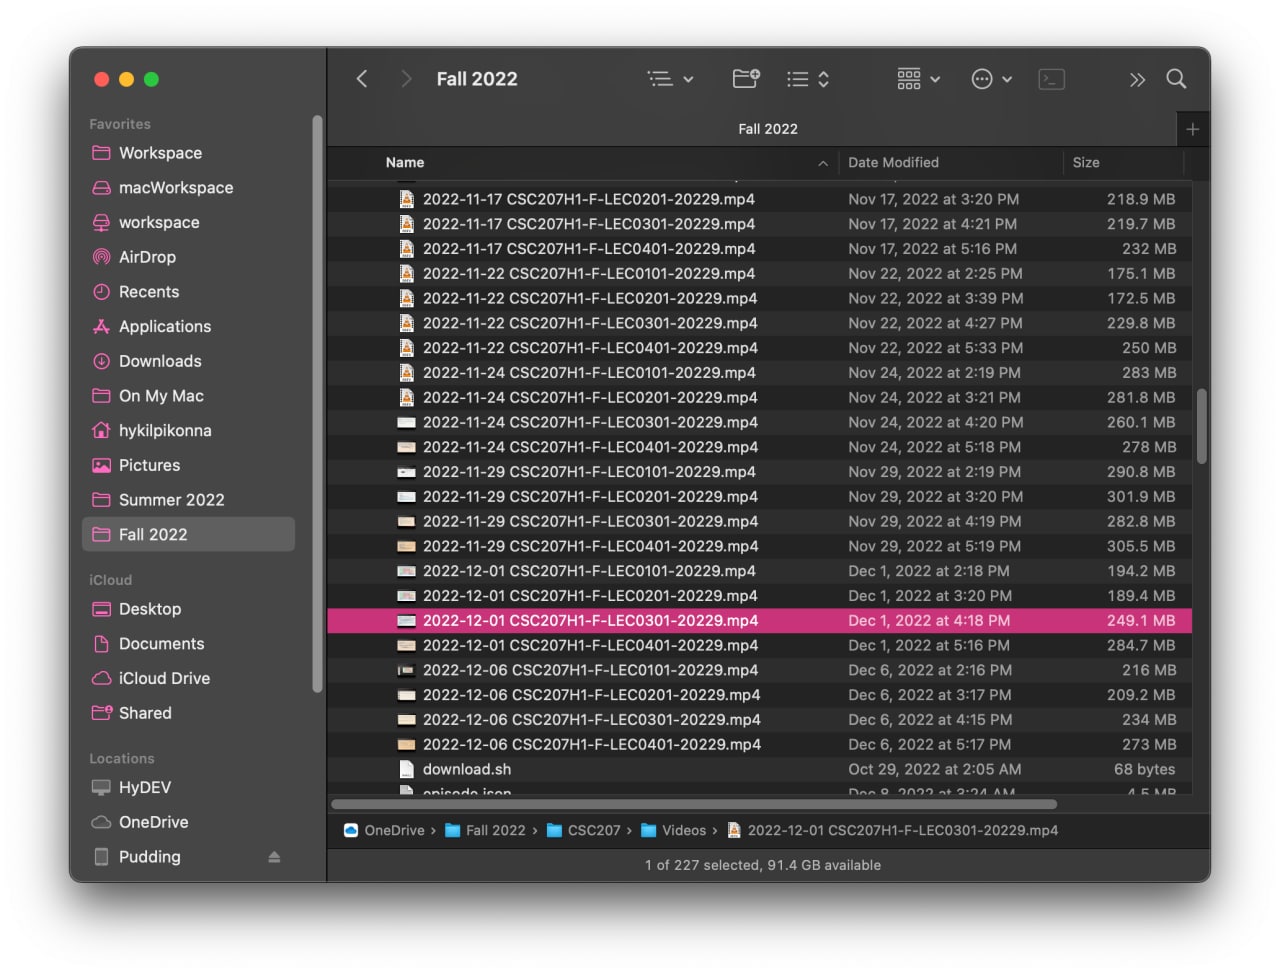 Fall 2022
Favorites
Workspace
macWorkspace
workspace
AirDrop
Recents
Applications
Downloads
On My Mac
hykilpikonna
Pictures
Summer 2022
Fall 2022
iCloud
Desktop
Documents
iCloud Drive
Shared
Locations
HyDEV
OneDrive
Pudding
Fall 2022
Name Date Modified Size
2022-11-17 CSC207H1-F-LEC0201-20229.mp4 Nov 17, 2022 at 3:20 PM 218.9 MB
2022-11-17 CSC207H1-F-LEC0301-20229.mp4 Nov 17, 2022 at 4:21 PM 219.7 MB
2022-11-17 CSC207H1-F-LEC0401-20229.mp4 Nov 17, 2022 at 5:16 PM 232 MB
2022-11-22 CSC207H1-F-LEC0101-20229.mp4 Nov 22, 2022 at 2:25 PM 175.1 MB
2022-11-22 CSC207H1-F-LEC0201-20229.mp4 Nov 22, 2022 at 3:39 PM 172.5 MB
2022-11-22 CSC207H1-F-LEC0301-20229.mp4 Nov 22, 2022 at 4:27 PM 229.8 MB
2022-11-22 CSC207H1-F-LEC0401-20229.mp4 Nov 22, 2022 at 5:33 PM 250 MB
2022-11-24 CSC207H1-F-LEC0101-20229.mp4 Nov 24, 2022 at 2:19 PM 283 MB
2022-11-24 CSC207H1-F-LEC0201-20229.mp4 Nov 24, 2022 at 3:21 PM 281.8 MB
2022-11-24 CSC207H1-F-LEC0301-20229.mp4 Nov 24, 2022 at 4:20 PM 260.1 MB
2022-11-24 CSC207H1-F-LEC0401-20229.mp4 Nov 24, 2022 at 5:18 PM 278 MB
2022-11-29 CSC207H1-F-LEC0101-20229.mp4 Nov 29, 2022 at 2:19 PM 290.8 MB
2022-11-29 CSC207H1-F-LEC0201-20229.mp4 Nov 29, 2022 at 3:20 PM 301.9 MB
2022-11-29 CSC207H1-F-LEC0301-20229.mp4 Nov 29, 2022 at 4:19 PM 282.8 MB
2022-11-29 CSC207H1-F-LEC0401-20229.mp4 Nov 29, 2022 at 5:19 PM 305.5 MB
2022-12-01 CSC207H1-F-LEC0101-20229.mp4 Dec 1, 2022 at 2:18 PM 194.2 MB
2022-12-01 CSC207H1-F-LEC0201-20229.mp4 Dec 1, 2022 at 3:20 PM 189.4 MB
2022-12-01 CSC207H1-F-LEC0301-20229.mp4 Dec 1, 2022 at 4:18 PM 249.1 MB
2022-12-01 CSC207H1-F-LEC0401-20229.mp4 Dec 1, 2022 at 5:16 PM 284.7 MB
2022-12-06 CSC207H1-F-LEC0101-20229.mp4 Dec 6, 2022 at 2:16 PM 216 MB
2022-12-06 CSC207H1-F-LEC0201-20229.mp4 Dec 6, 2022 at 3:17 PM 209.2 MB
2022-12-06 CSC207H1-F-LEC0301-20229.mp4 Dec 6, 2022 at 4:15 PM 234 MB
2022-12-06 CSC207H1-F-LEC0401-20229.mp4 Dec 6, 2022 at 5:17 PM 273 MB
download.sh Oct 29, 2022 at 2:05 AM 68 bytes
episode.json Dec 8, 2022 at 3:24 AM 4.5 MB
OneDrive › Fall 2022 › CSC207 › Videos › 2022-12-01 CSC207H1-F-LEC0301-20229.mp4
1 of 227 selected, 91.4 GB available